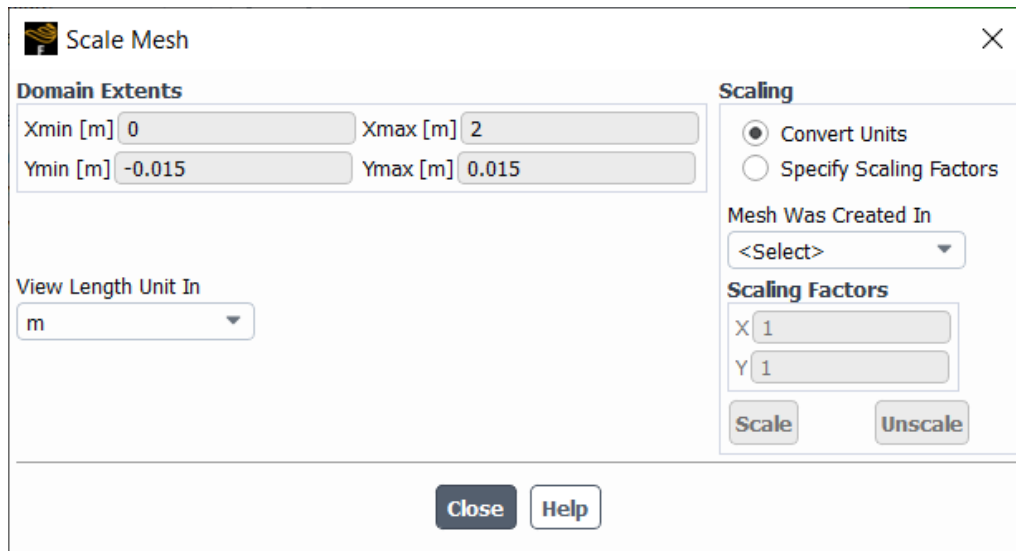 Scale Mesh
Domain Extents
Xmin [m] 0 Xmax [m] 2
Ymin [m] -0.015 Ymax [m] 0.015
View Length Unit In
m
Scaling
Convert Units
Specify Scaling Factors
Mesh Was Created In
<Select>
Scaling Factors
X 1
Y 1
Scale Unscale
Close Help